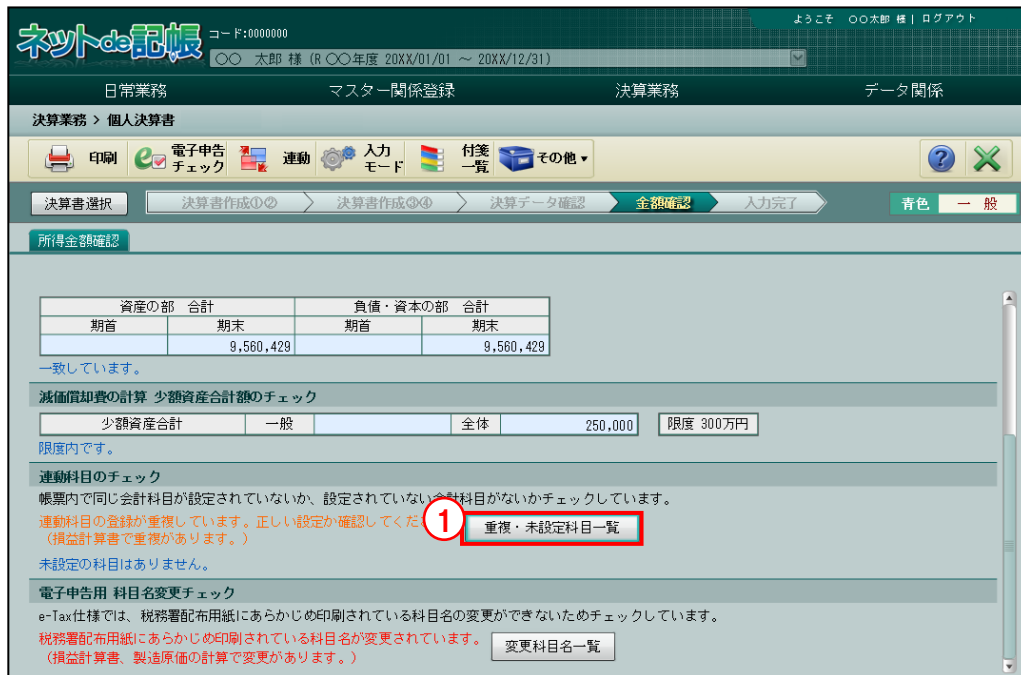 ようこそ 〇〇太郎 様 | ログアウト
ネットde記帳 コード:0000000
〇〇 太郎 様 (R 〇〇年度 20XX/01/01 ～ 20XX/12/31)
日常業務 マスター関係登録 決算業務 データ関係
決算業務 > 個人決算書
印刷 電子申告チェック 連動 入力モード 付箋一覧 その他▼
決算書選択 決算書作成①② 決算書作成③④ 決算データ確認 金額確認 入力完了 青色 一 般
所得金額確認
資産の部 合計 負債・資本の部 合計
期首 期末 期首 期末
9,560,429 9,560,429
一致しています。
減価償却費の計算 少額資産合計額のチェック
少額資産合計 一般 全体 250,000 限度 300万円
限度内です。
連動科目のチェック
帳票内で同じ会計科目が設定されていないか、設定されていない会計科目がないかチェックしています。
連動科目の登録が重複しています。正しい設定か確認してくだ 1 重複・未設定科目一覧
(損益計算書で重複があります。)
未設定の科目はありません。
電子申告用 科目名変更チェック
e-Tax仕様では、税務署配布用紙にあらかじめ印刷されている科目名の変更ができないためチェックしています。
税務署配布用紙にあらかじめ印刷されている科目名が変更されています。 変更科目名一覧
(損益計算書、製造原価の計算で変更があります。)